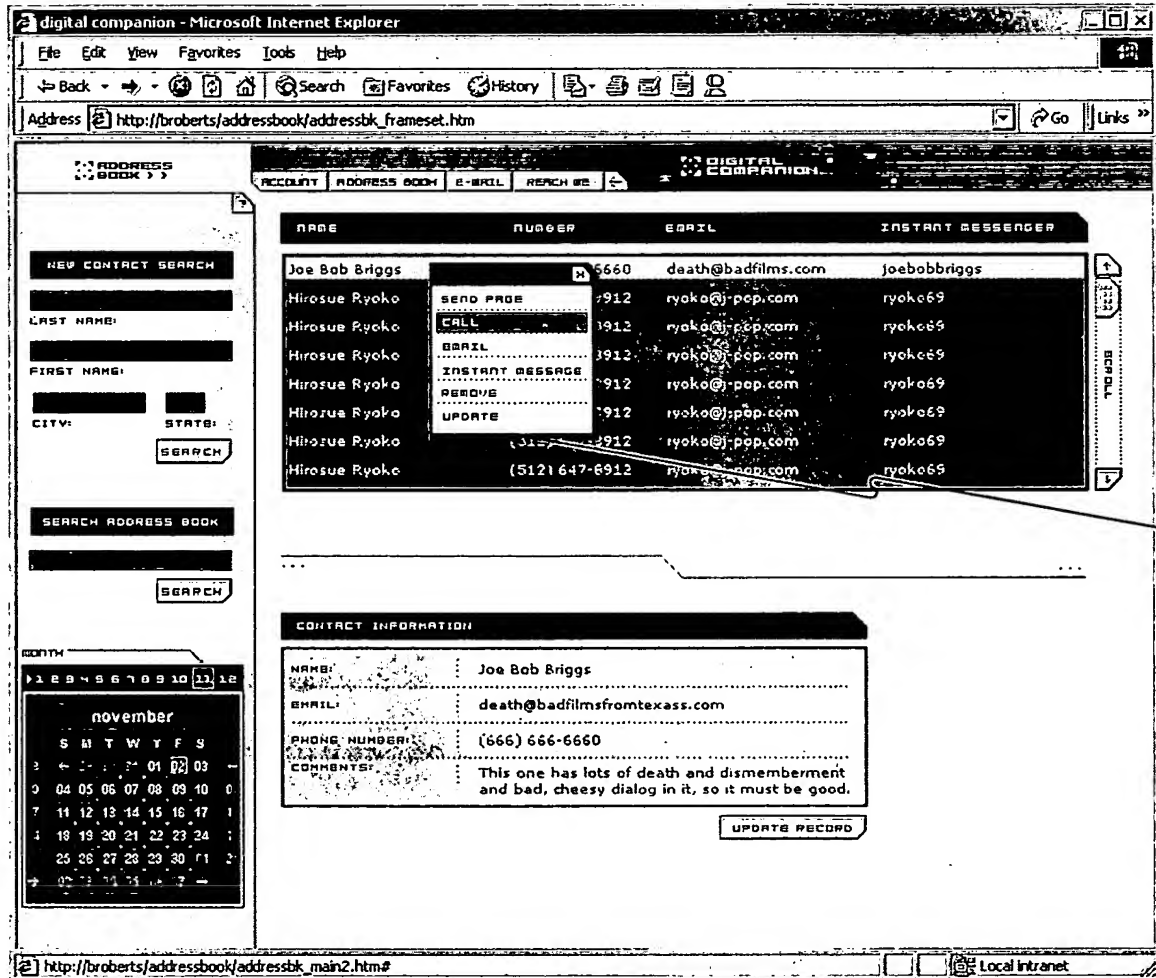 digital companion - Microsoft Internet Explorer
File Edit View Favorites Tools Help
Back Search Favorites History
Address http://broberts/addressbook/addressbk_frameset.htm Go Links »
ADDRESS BOOK > >
DIGITAL COMPANION
ACCOUNT ADDRESS BOOK E-MAIL REACH ME
?
NAME NUMBER EMAIL INSTANT MESSENGER
Joe Bob Briggs 6660 death@badfilms.com joebobbriggs
Hirosue Ryoko 912 ryoko@j-pop.com ryoko69
Hirosue Ryoko 3912 ryoko@j-pop.com ryoko69
Hirosue Ryoko 3912 ryoko@j-pop.com ryoko69
Hirosue Ryoko 912 ryoko@j-pop.com ryoko69
Hirosue Ryoko 912 ryoko@j-pop.com ryoko69
Hirosue Ryoko 912 ryoko@j-pop.com ryoko69
Hirosue Ryoko (512) 647-6912 ryoko@j-pop.com ryoko69
SEND PAGE
CALL
EMAIL
INSTANT MESSAGE
REMOVE
UPDATE
SCROLL
NEW CONTACT SEARCH
LAST NAME:
FIRST NAME:
CITY: STATE:
SEARCH
SEARCH ADDRESS BOOK
SEARCH
MONTH
1 2 3 4 5 6 7 8 9 10 11 12
november
S M T W T F S
01 02 03
04 05 06 07 08 09 10
11 12 13 14 15 16 17
18 19 20 21 22 23 24
25 26 27 28 29 30 01
CONTACT INFORMATION
NAME: Joe Bob Briggs
EMAIL: death@badfilmsfromtexass.com
PHONE NUMBER: (666) 666-6660
COMMENTS: This one has lots of death and dismemberment
and bad, cheesy dialog in it, so it must be good.
UPDATE RECORD
http://broberts/addressbook/addressbk_main2.htm# Local intranet